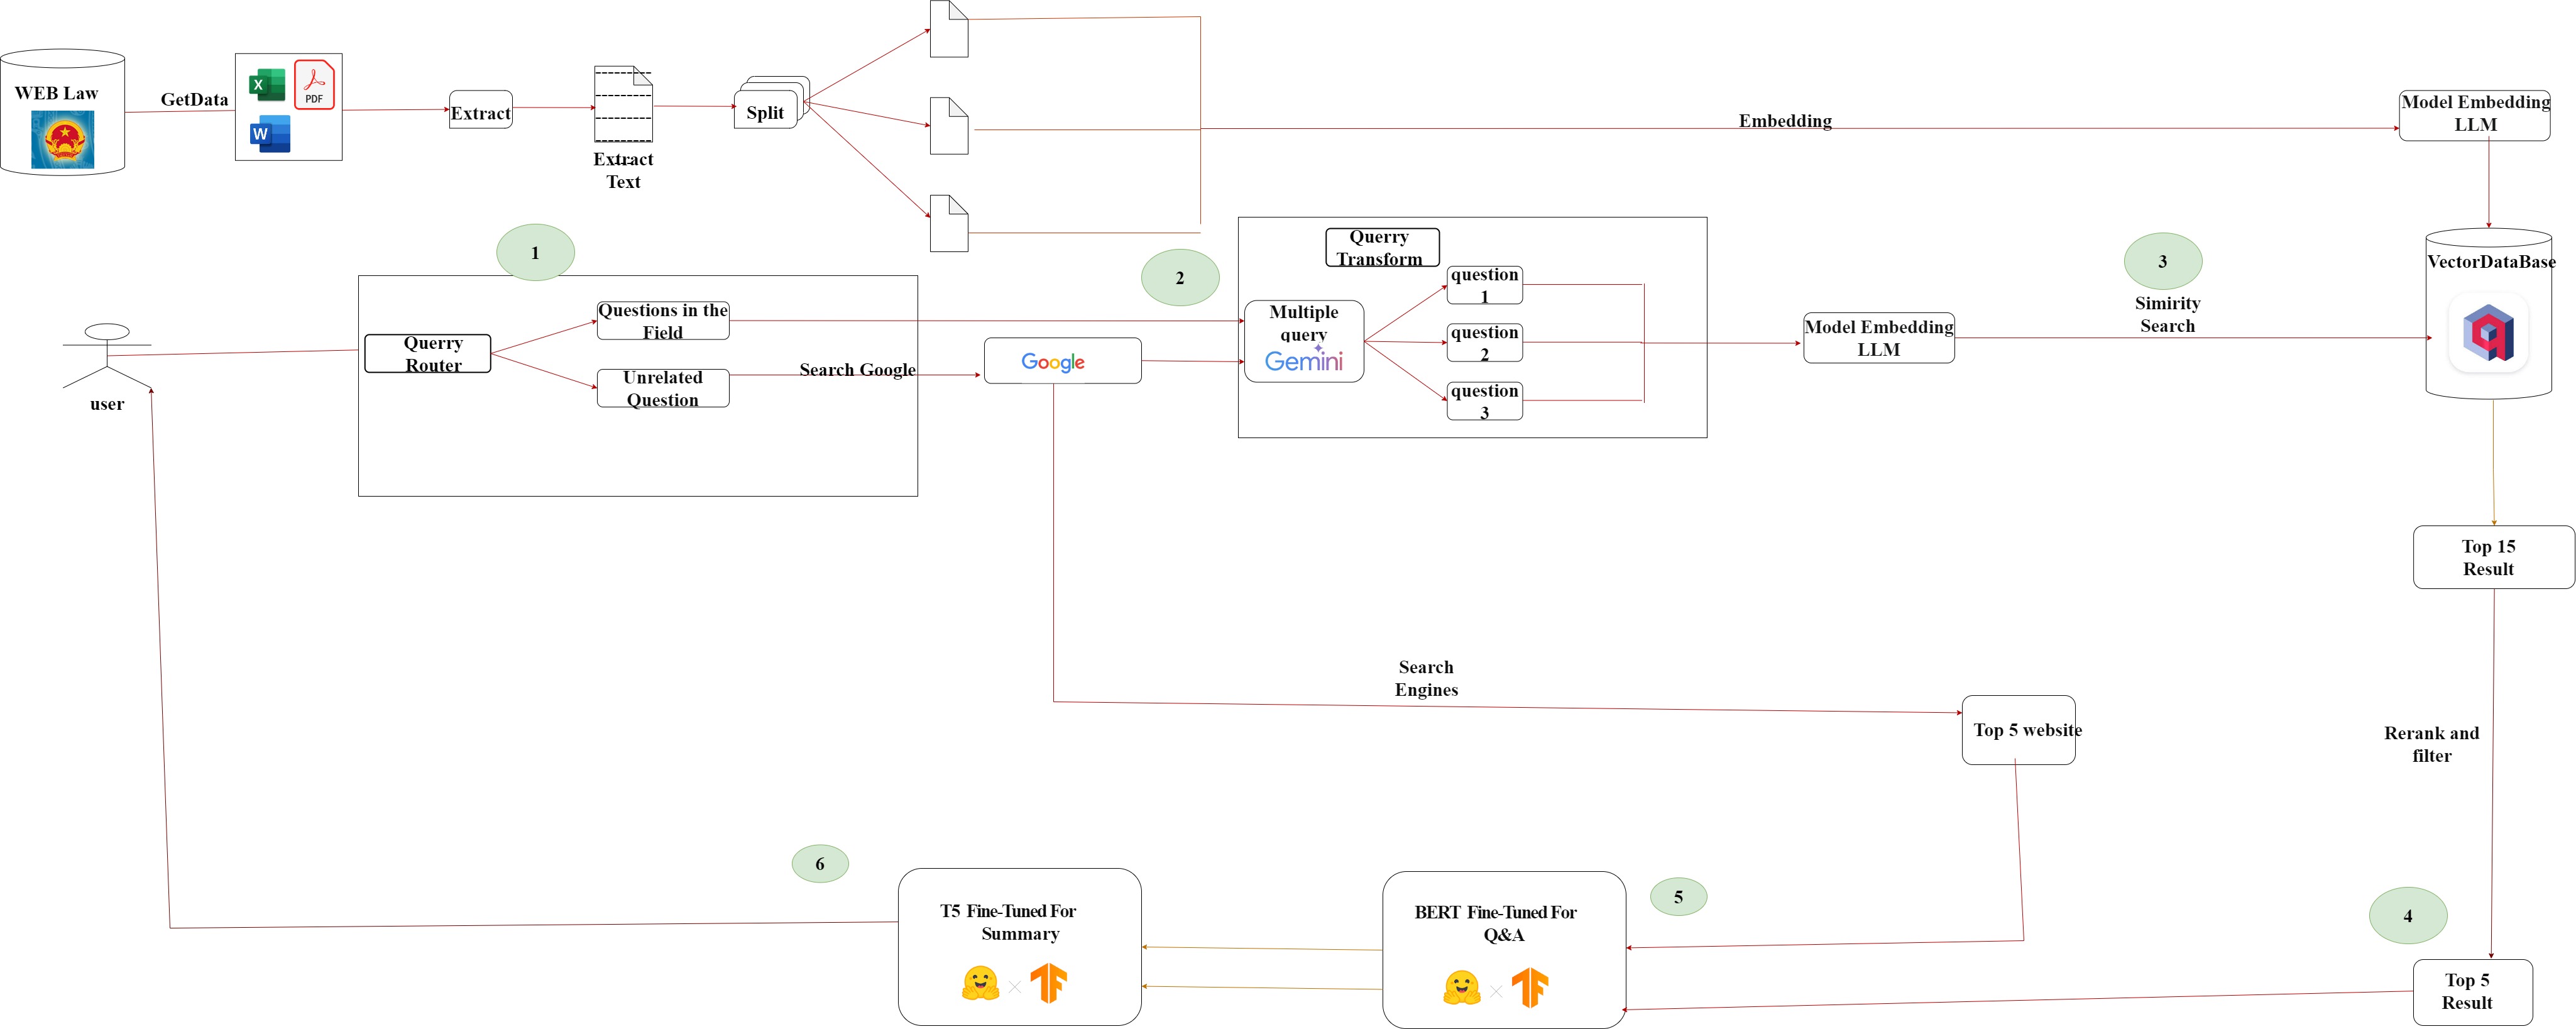 WEB Law
GetData
X
PDF
W
Extract
Extract
Text
Split
Embedding
Model Embedding
LLM
1
Querry
Router
Questions in the
Field
Unrelated
Question
Search Google
Google
user
2
Querry
Transform
Multiple
query
Gemini
question
1
question
2
question
3
Model Embedding
LLM
3
Simirity
Search
VectorDataBase
Top 15
Result
Search
Engines
Top 5 website
Rerank and
filter
4
Top 5
Result
5
BERT Fine-Tuned For
Q&A
6
T5 Fine-Tuned For
Summary